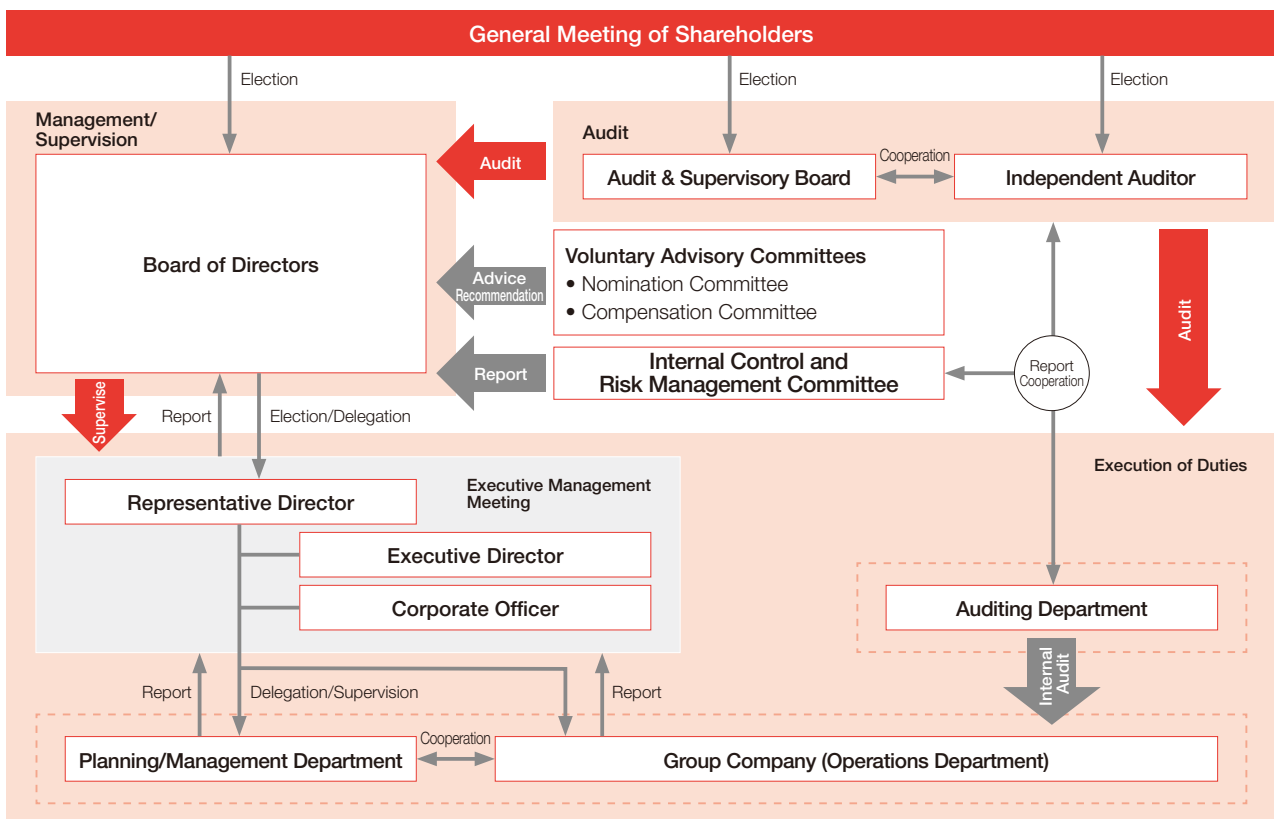 General Meeting of Shareholders
Election
Election
Election
Management/
Supervision
Board of Directors
Audit
Audit
Audit & Supervisory Board
Cooperation
Independent Auditor
Advice
Recommendation
Voluntary Advisory Committees
• Nomination Committee
• Compensation Committee
Report
Internal Control and
Risk Management Committee
Report
Cooperation
Audit
Supervise
Report
Election/Delegation
Execution of Duties
Executive Management
Meeting
Representative Director
Executive Director
Corporate Officer
Auditing Department
Internal
Audit
Report
Delegation/Supervision
Report
Planning/Management Department
Cooperation
Group Company (Operations Department)